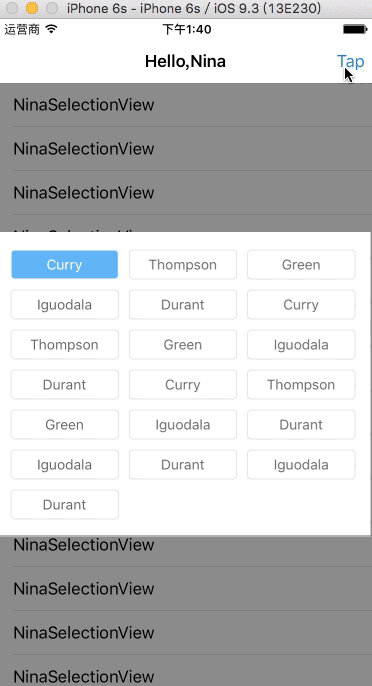 iPhone 6s - iPhone 6s / iOS 9.3 (13E230)
运营商 下午1:40
Hello,Nina Tap
NinaSelectionView
NinaSelectionView
NinaSelectionView
NinaSelectionView
Curry Thompson Green
Iguodala Durant Curry
Thompson Green Iguodala
Durant Curry Thompson
Green Iguodala Durant
Iguodala Durant Iguodala
Durant
NinaSelectionView
NinaSelectionView
NinaSelectionView
NinaSelectionView